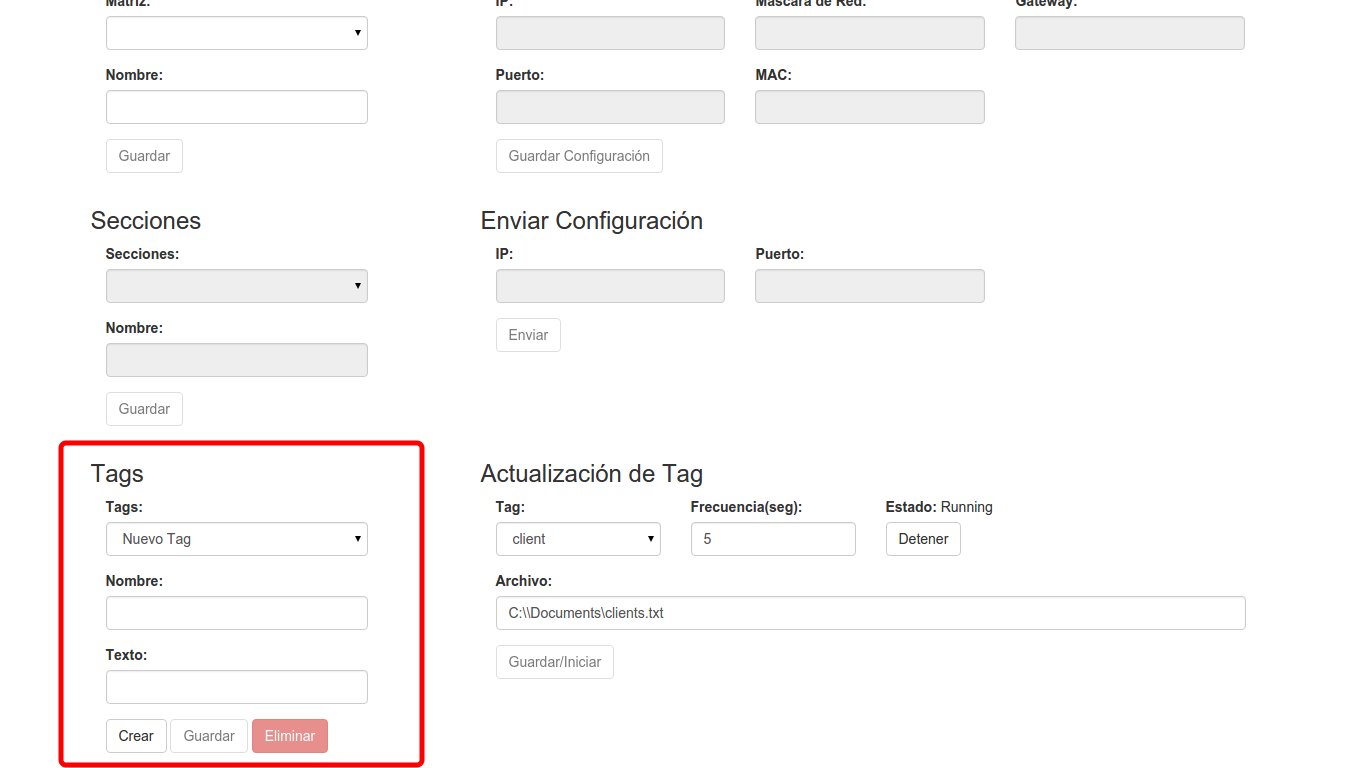 Matriz: IP: Máscara de Red: Gateway:
Nombre: Puerto: MAC:
Guardar Guardar Configuración
Secciones Enviar Configuración
Secciones: IP: Puerto:
Nombre:
Enviar
Guardar
Tags Actualización de Tag
Tags: Tag: Frecuencia(seg): Estado: Running
Nuevo Tag client 5 Detener
Nombre: Archivo:
C:\\Documents\clients.txt
Texto: Guardar/Iniciar
Crear Guardar Eliminar